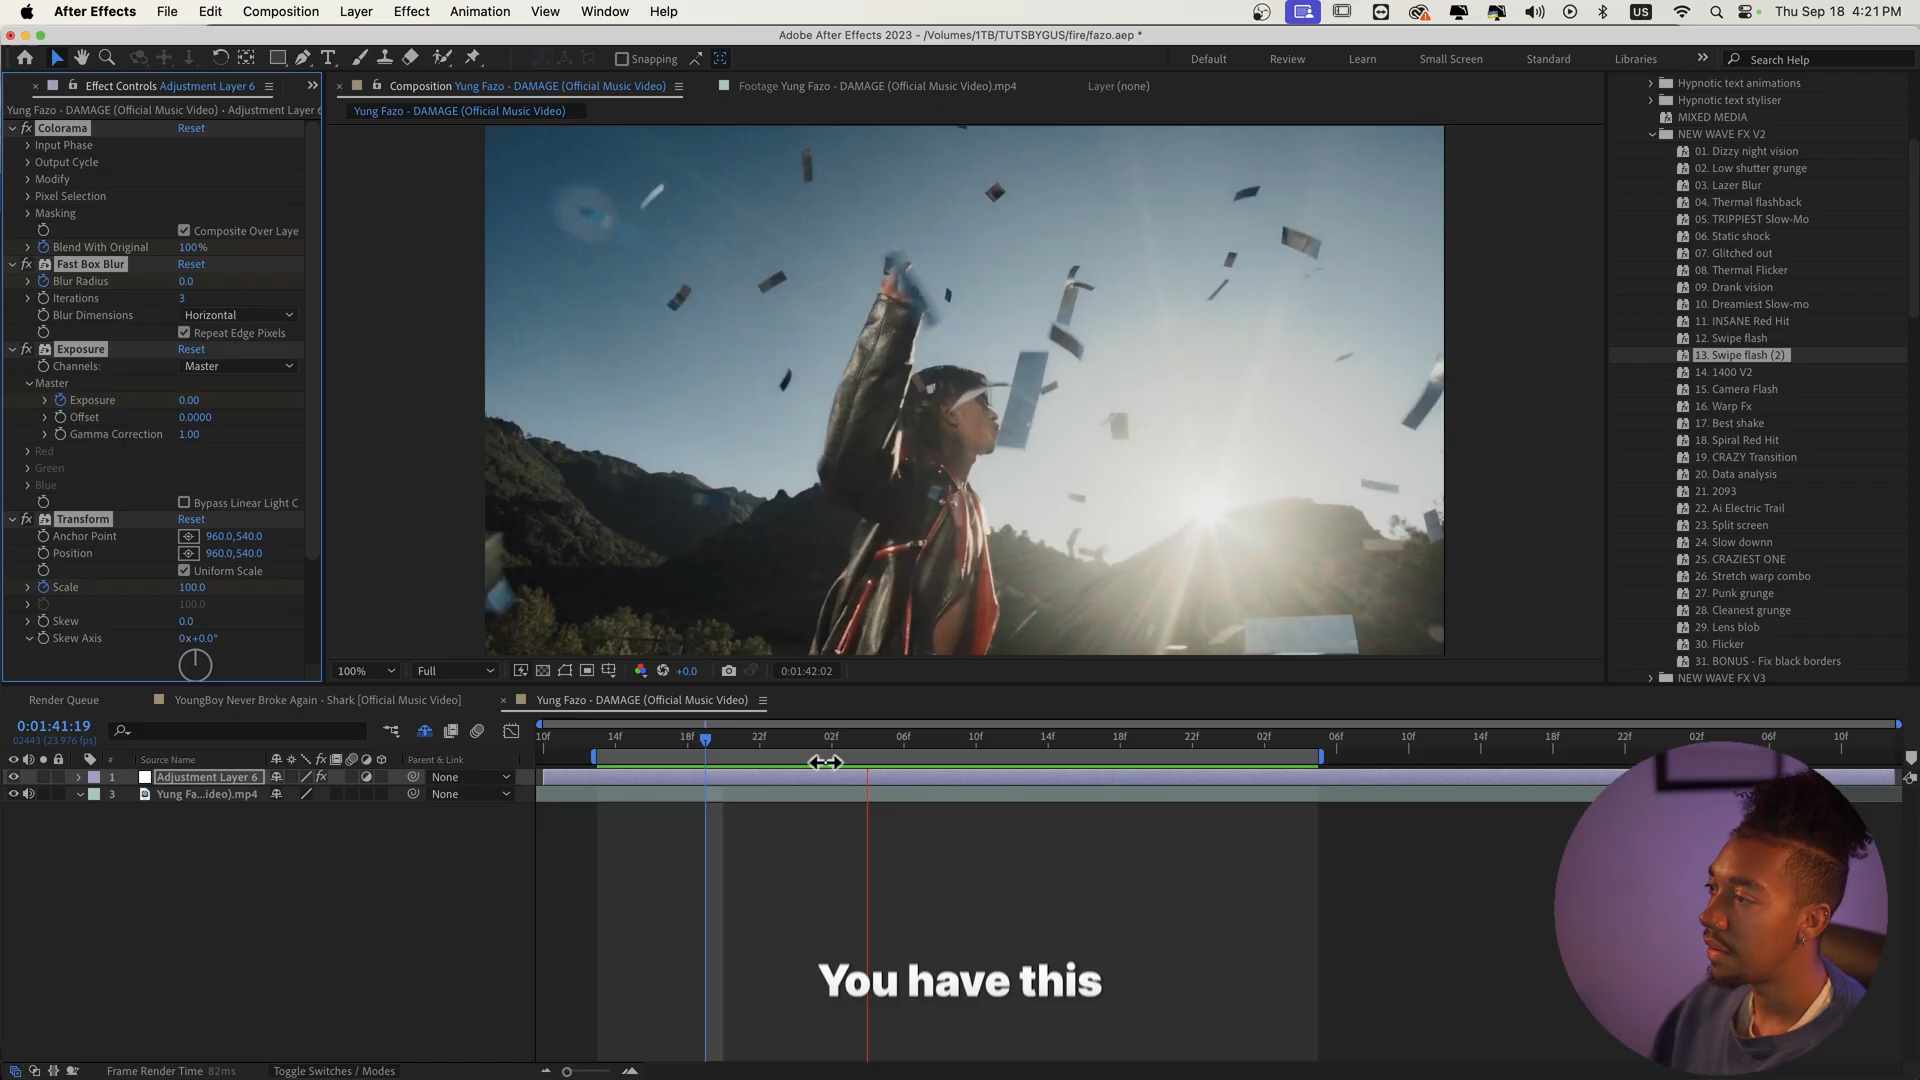 After Effects File Edit Composition Layer Effect Animation View Window Help US Thu Sep 18 4:21 PM
Adobe After Effects 2023 - /Volumes/1TB/TUTSBYGUS/fire/fazo.aep *
Snapping Default Review Learn Small Screen Standard Libraries Search Help
Effect Controls Adjustment Layer 6
Yung Fazo - DAMAGE (Official Music Video) • Adjustment Layer 6
Colorama Reset
Input Phase
Output Cycle
Modify
Pixel Selection
Masking
Composite Over Laye
Blend With Original 100%
Fast Box Blur Reset
Blur Radius 0.0
Iterations 3
Blur Dimensions Horizontal
Repeat Edge Pixels
Exposure Reset
Channels: Master
Master
Exposure 0.00
Offset 0.0000
Gamma Correction 1.00
Red
Green
Blue
Bypass Linear Light C
Transform Reset
Anchor Point 960.0,540.0
Position 960.0,540.0
Uniform Scale
Scale 100.0
100.0
Skew 0.0
Skew Axis 0x+0.0°
Composition Yung Fazo - DAMAGE (Official Music Video) Footage Yung Fazo - DAMAGE (Official Music Video).mp4 Layer (none)
Yung Fazo - DAMAGE (Official Music Video)
100% Full +0.0 0:01:42:02
Hypnotic text animations
Hypnotic text styliser
MIXED MEDIA
NEW WAVE FX V2
01. Dizzy night vision
02. Low shutter grunge
03. Lazer Blur
04. Thermal flashback
05. TRIPPIEST Slow-Mo
06. Static shock
07. Glitched out
08. Thermal Flicker
09. Drank vision
10. Dreamiest Slow-mo
11. INSANE Red Hit
12. Swipe flash
13. Swipe flash (2)
14. 1400 V2
15. Camera Flash
16. Warp Fx
17. Best shake
18. Spiral Red Hit
19. CRAZY Transition
20. Data analysis
21. 2093
22. Ai Electric Trail
23. Split screen
24. Slow downn
25. CRAZIEST ONE
26. Stretch warp combo
27. Punk grunge
28. Cleanest grunge
29. Lens blob
30. Flicker
31. BONUS - Fix black borders
NEW WAVE FX V3
Render Queue YoungBoy Never Broke Again - Shark [Official Music Video] Yung Fazo - DAMAGE (Official Music Video)
0:01:41:19
02443 (23.976 fps)
10f 14f 18f 22f 02f 06f 10f 14f 18f 22f 02f 06f 10f 14f 18f 22f 02f 06f 10f
# Source Name Parent & Link
1 Adjustment Layer 6 None
3 Yung Fa...ideo).mp4 None
You have this
Frame Render Time 82ms Toggle Switches / Modes